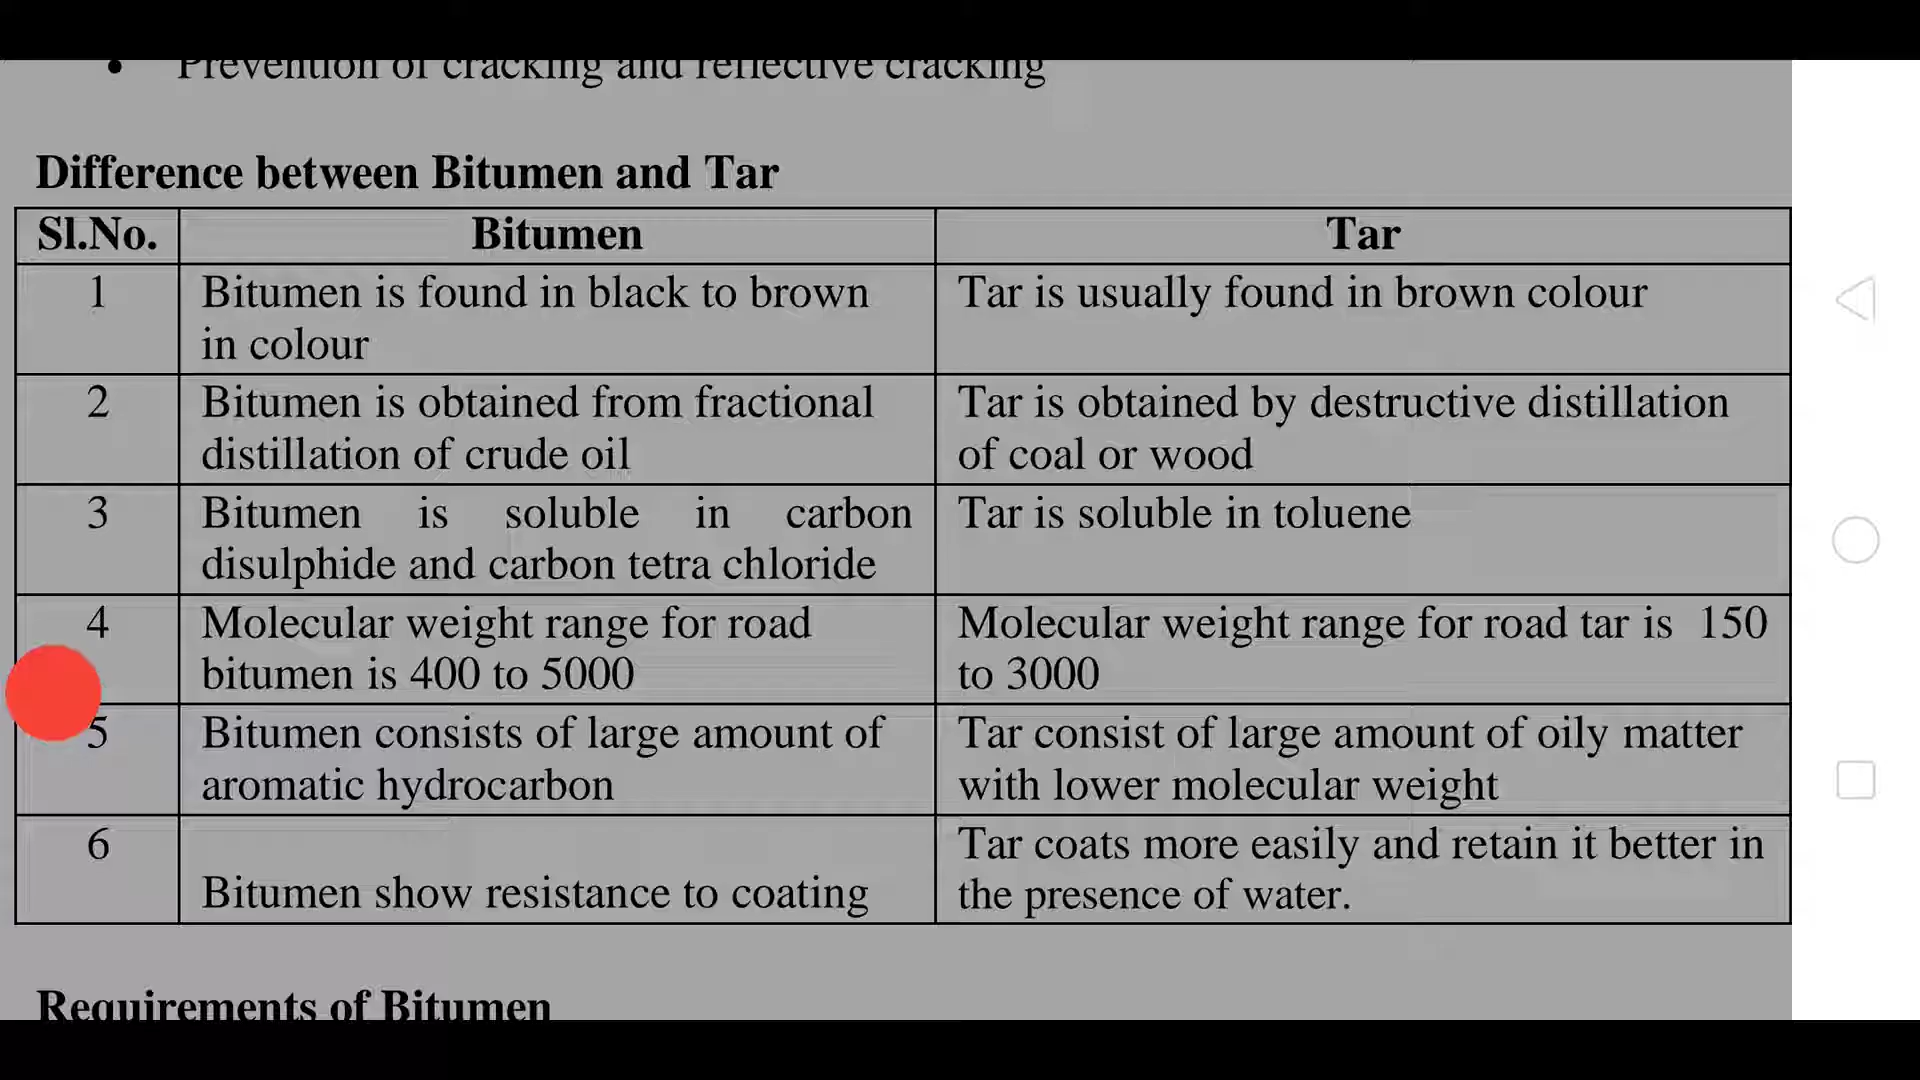 • Prevention of cracking and reflective cracking
Difference between Bitumen and Tar
Sl.No. Bitumen Tar
1 Bitumen is found in black to brown Tar is usually found in brown colour
in colour
2 Bitumen is obtained from fractional Tar is obtained by destructive distillation
distillation of crude oil of coal or wood
3 Bitumen is soluble in carbon Tar is soluble in toluene
disulphide and carbon tetra chloride
4 Molecular weight range for road Molecular weight range for road tar is 150
bitumen is 400 to 5000 to 3000
5 Bitumen consists of large amount of Tar consist of large amount of oily matter
aromatic hydrocarbon with lower molecular weight
6 Tar coats more easily and retain it better in
Bitumen show resistance to coating the presence of water.
Requirements of Bitumen